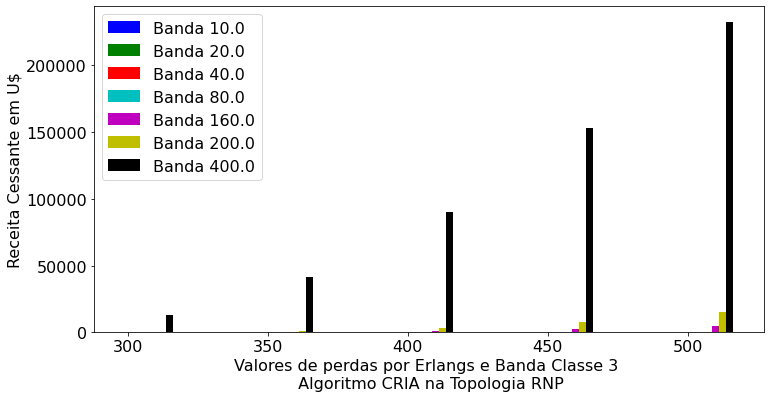 Banda 10.0
Banda 20.0
Banda 40.0
Banda 80.0
Banda 160.0
Banda 200.0
Banda 400.0
Receita Cessante em U$
200000
150000
100000
50000
0
300 350 400 450 500
Valores de perdas por Erlangs e Banda Classe 3
Algoritmo CRIA na Topologia RNP